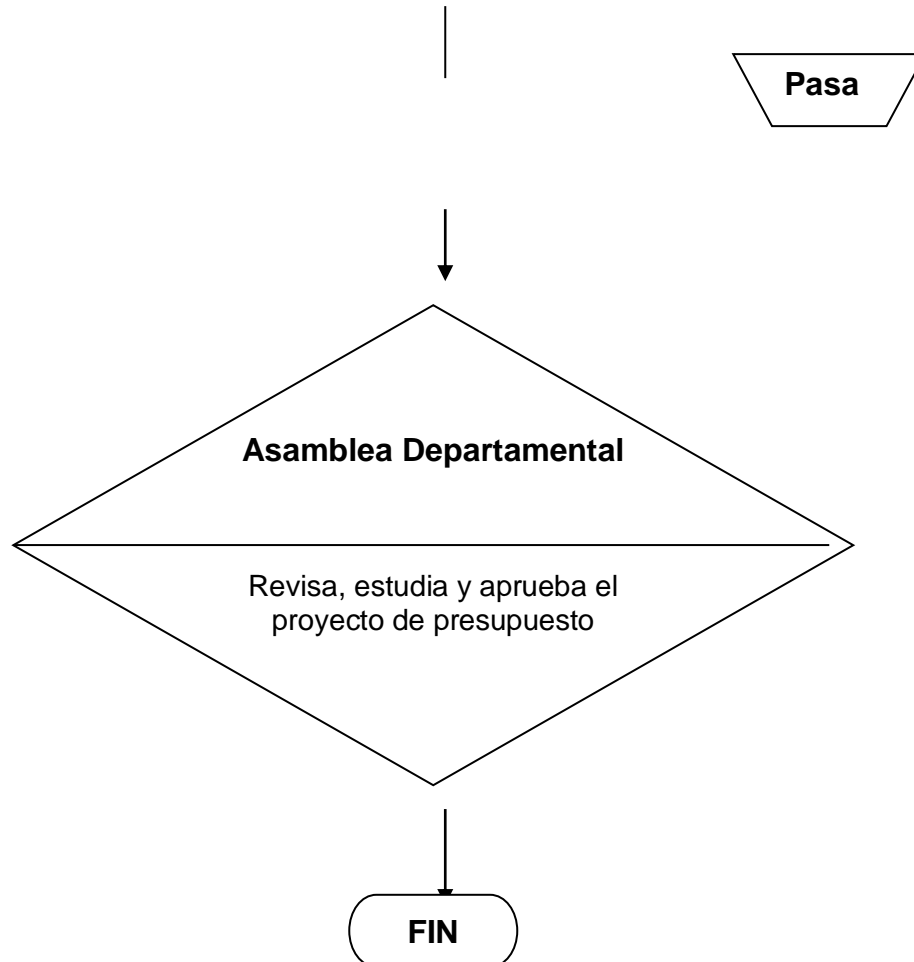 Pasa
Asamblea Departamental
Revisa, estudia y aprueba el
proyecto de presupuesto
FIN